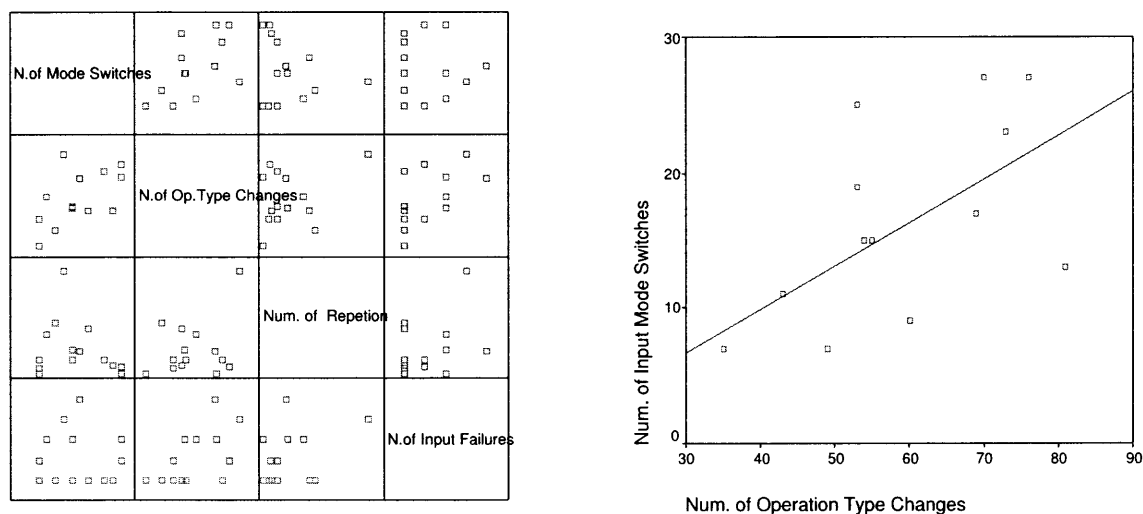 N.of Mode Switches
N.of Op.Type Changes
Num. of Repetion
N.of Input Failures
Num. of Input Mode Switches
30
20
10
0
30 40 50 60 70 80 90
Num. of Operation Type Changes